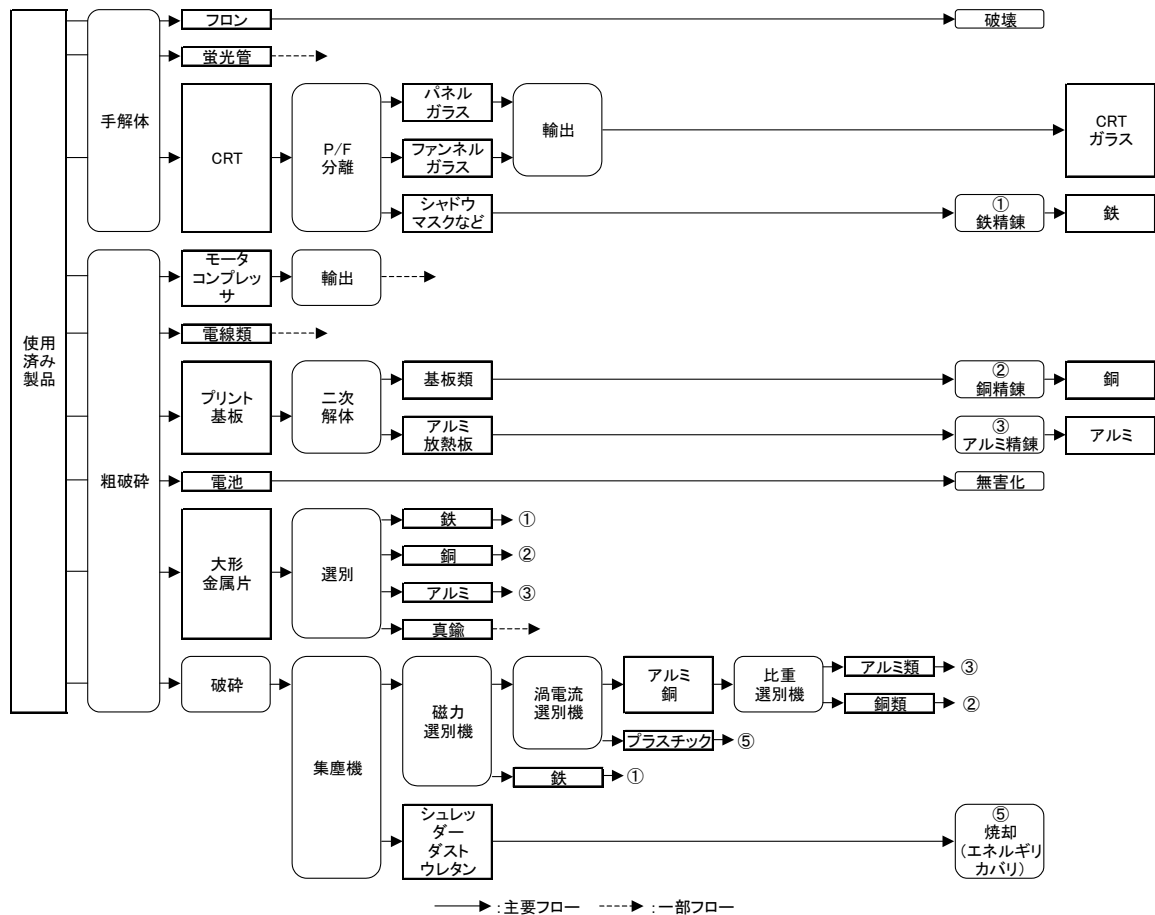 使用
済み
製品
手解体
フロン
破壊
蛍光管
CRT
P/F
分離
パネル
ガラス
ファンネル
ガラス
輸出
CRT
ガラス
シャドウ
マスクなど
①
鉄精錬
鉄
粗破砕
モータ
コンプレッ
サ
輸出
電線類
プリント
基板
二次
解体
基板類
②
銅精錬
銅
アルミ
放熱板
③
アルミ精錬
アルミ
電池
無害化
大形
金属片
選別
鉄
①
銅
②
アルミ
③
真鍮
破砕
集塵機
磁力
選別機
渦電流
選別機
アルミ
銅
比重
選別機
アルミ類
③
銅類
②
プラスチック
⑤
鉄
①
シュレッ
ダー
ダスト
ウレタン
⑤
焼却
(エネルギリ
カバリ)
:主要フロー
:一部フロー